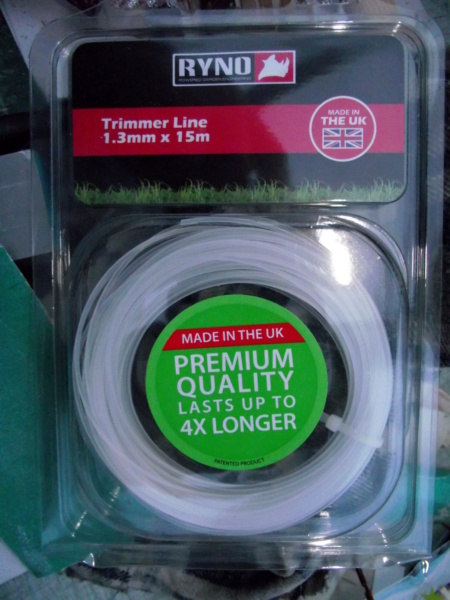 RYNO
Trimmer Line
1.3mm x 15m
MADE IN
THE UK
MADE IN THE UK
PREMIUM
QUALITY
LASTS UP TO
4X LONGER
PATENTED PRODUCT